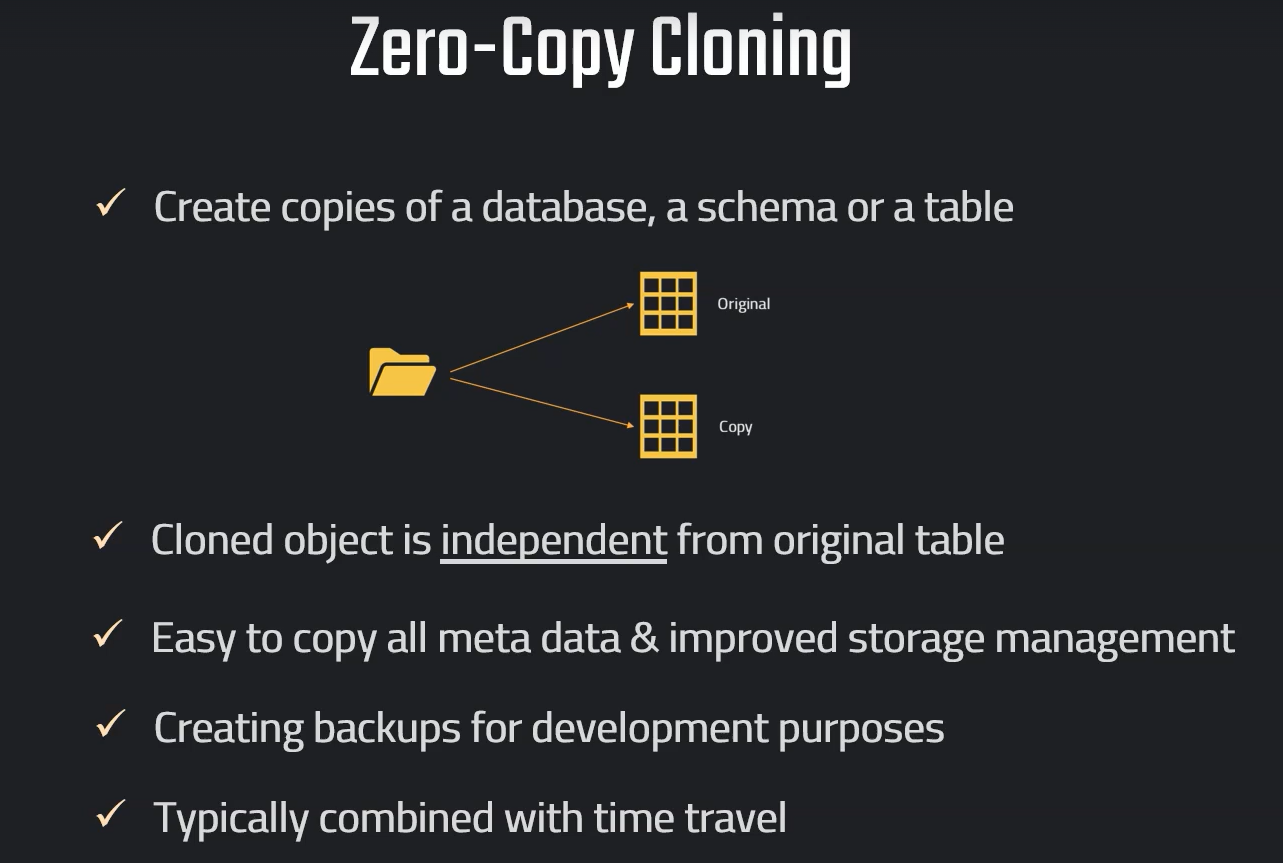 Zero-Copy Cloning
Create copies of a database, a schema or a table
Original
Copy
Cloned object is independent from original table
Easy to copy all meta data & improved storage management
Creating backups for development purposes
Typically combined with time travel